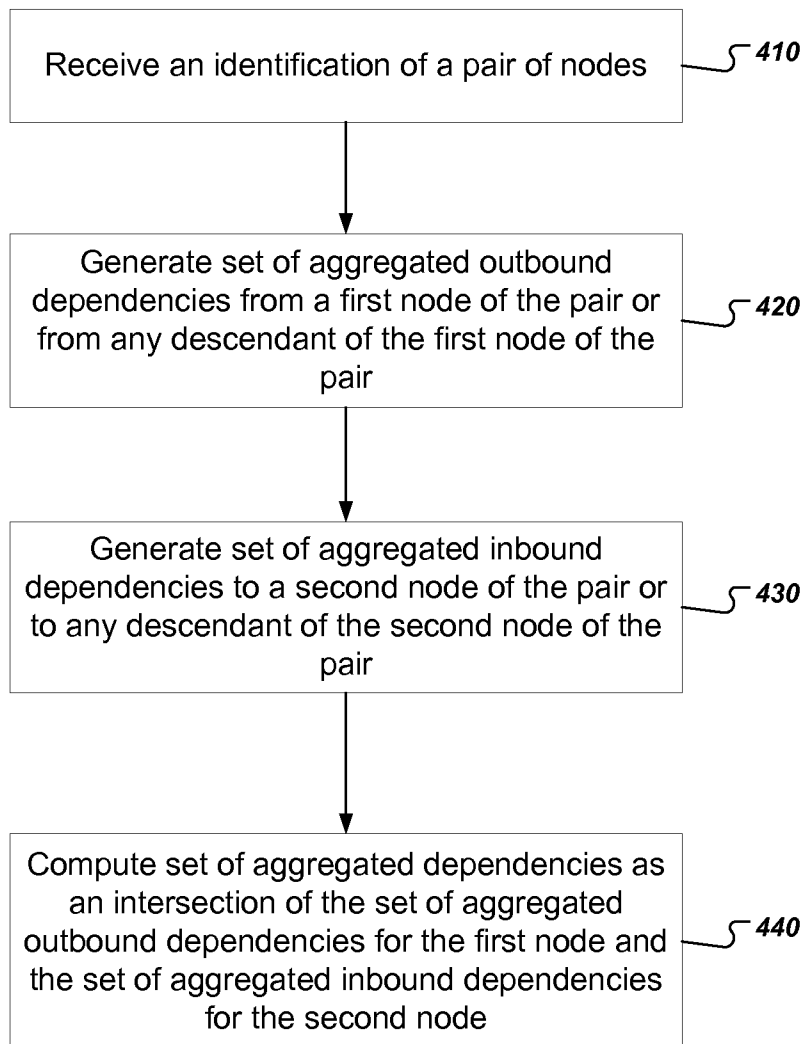 Receive an identification of a pair of nodes
410
Generate set of aggregated outbound
dependencies from a first node of the pair or
from any descendant of the first node of the
pair
420
Generate set of aggregated inbound
dependencies to a second node of the pair or
to any descendant of the second node of the
pair
430
Compute set of aggregated dependencies as
an intersection of the set of aggregated
outbound dependencies for the first node and
the set of aggregated inbound dependencies
for the second node
440